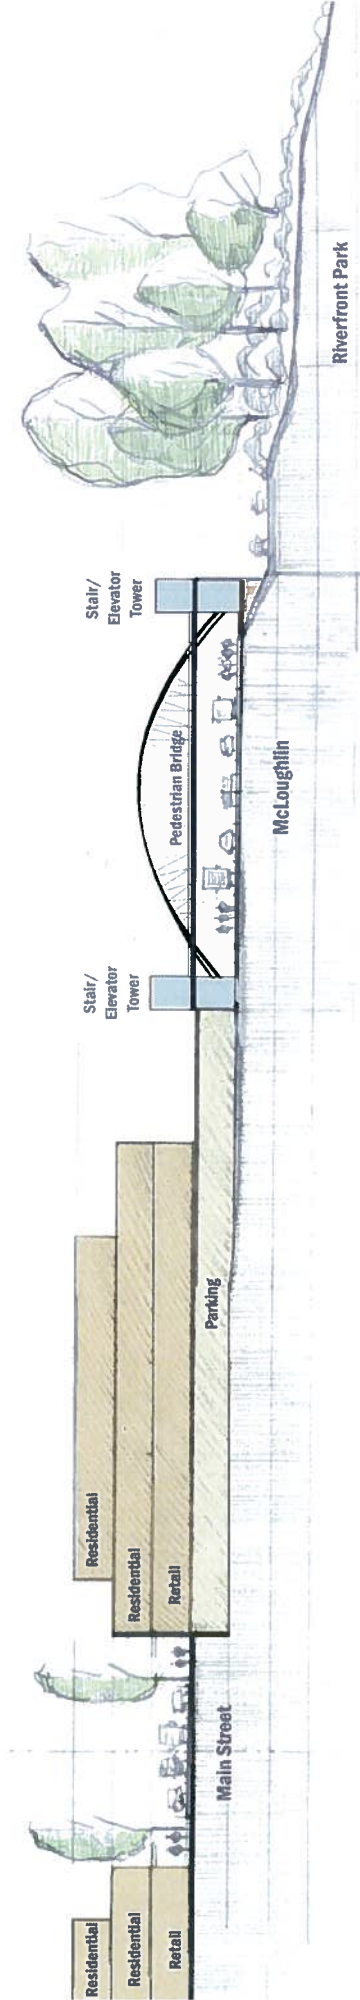 Residential
Residential
Retail
Main Street
Residential
Residential
Retail
Parking
Stair/
Elevator
Tower
Pedestrian Bridge
McLoughlin
Stair/
Elevator
Tower
Riverfront Park